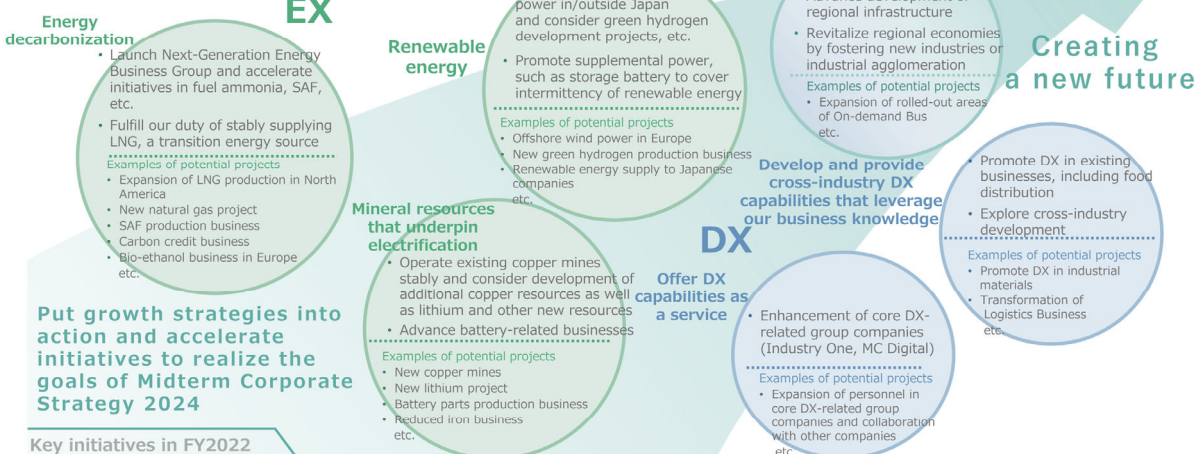 EX
Energy
decarbonization
• Launch Next-Generation Energy
Business Group and accelerate
initiatives in fuel ammonia, SAF,
etc.
• Fulfill our duty of stably supplying
LNG, a transition energy source
Examples of potential projects
• Expansion of LNG production in North
America
• New natural gas project
• SAF production business
• Carbon credit business
• Bio-ethanol business in Europe
etc.
Renewable
energy
power in/outside Japan
and consider green hydrogen
development projects, etc.
• Promote supplemental power,
such as storage battery to cover
intermittency of renewable energy
Examples of potential projects
• Offshore wind power in Europe
• New green hydrogen production business
• Renewable energy supply to Japanese
companies
etc.
Mineral resources
that underpin
electrification
• Operate existing copper mines
stably and consider development of
additional copper resources as well
as lithium and other new resources
• Advance battery-related businesses
Examples of potential projects
• New copper mines
• New lithium project
• Battery parts production business
• Reduced iron business
etc.
regional infrastructure
• Revitalize regional economies
by fostering new industries or
industrial agglomeration
Examples of potential projects
• Expansion of rolled-out areas
of On-demand Bus
etc.
Creating
a new future
Develop and provide
cross-industry DX
capabilities that leverage
our business knowledge
• Promote DX in existing
businesses, including food
distribution
• Explore cross-industry
development
Examples of potential projects
• Promote DX in industrial
materials
• Transformation of
Logistics Business
etc.
DX
Offer DX
capabilities as
a service
• Enhancement of core DX-
related group companies
(Industry One, MC Digital)
Examples of potential projects
• Expansion of personnel in
core DX-related group
companies and collaboration
with other companies
etc.
Put growth strategies into
action and accelerate
initiatives to realize the
goals of Midterm Corporate
Strategy 2024
Key initiatives in FY2022